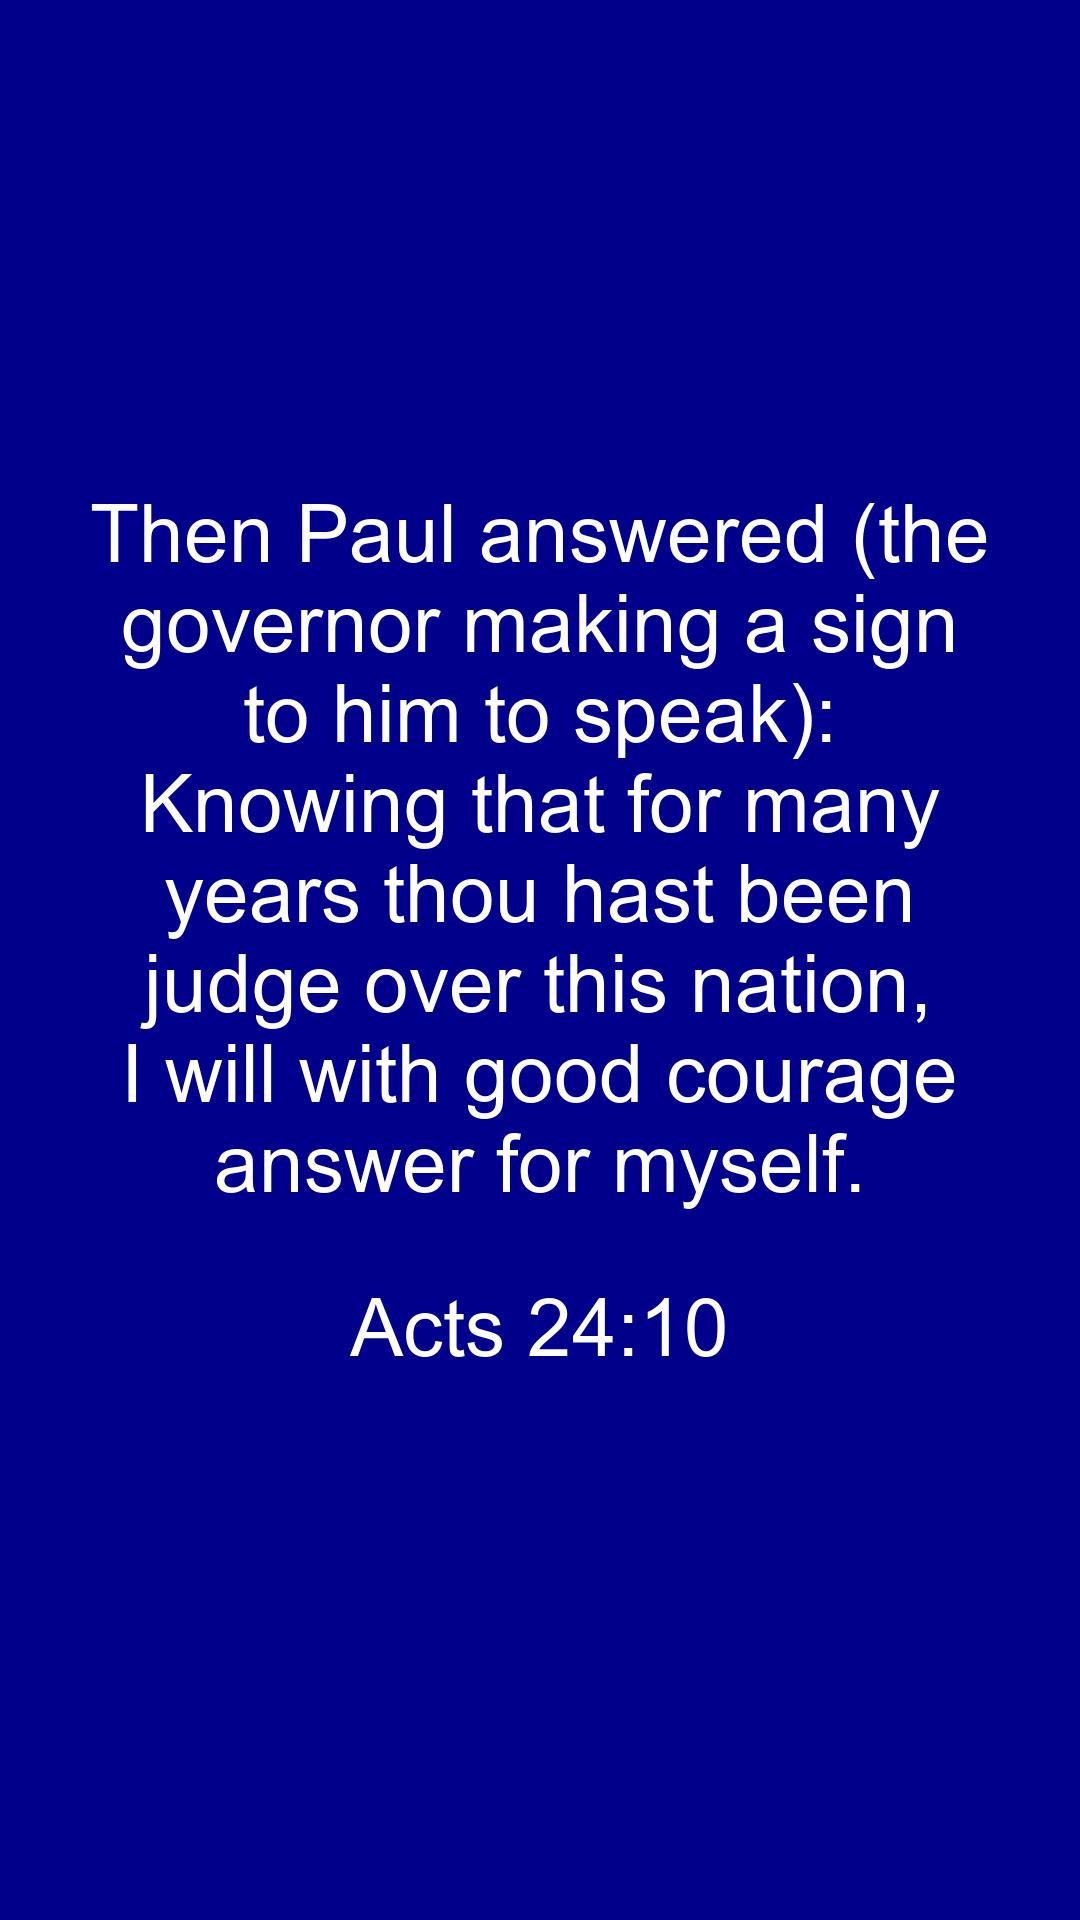 Then Paul answered (the
governor making a sign
to him to speak):
Knowing that for many
years thou hast been
judge over this nation,
I will with good courage
answer for myself.
Acts 24:10